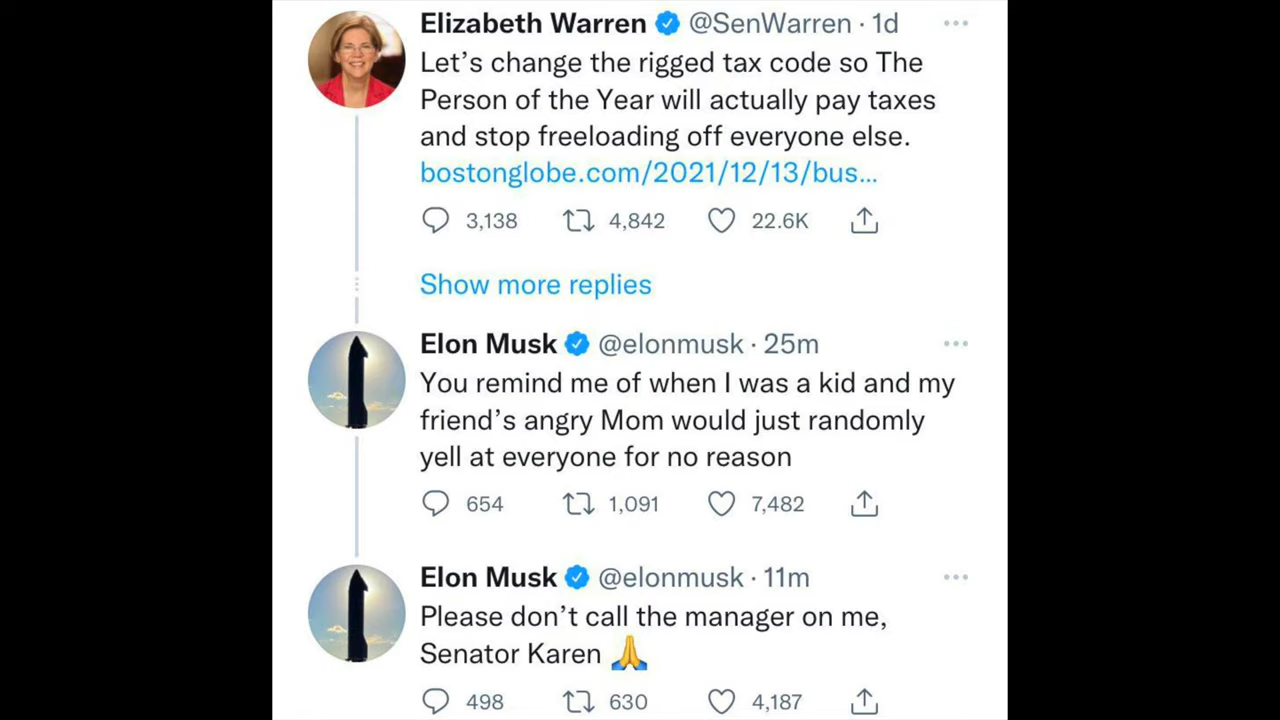 Elizabeth Warren @SenWarren · 1d
Let’s change the rigged tax code so The
Person of the Year will actually pay taxes
and stop freeloading off everyone else.
bostonglobe.com/2021/12/13/bus...
3,138 4,842 22.6K
Show more replies
Elon Musk @elonmusk · 25m
You remind me of when I was a kid and my
friend’s angry Mom would just randomly
yell at everyone for no reason
654 1,091 7,482
Elon Musk @elonmusk · 11m
Please don’t call the manager on me,
Senator Karen 🙏
498 630 4,187